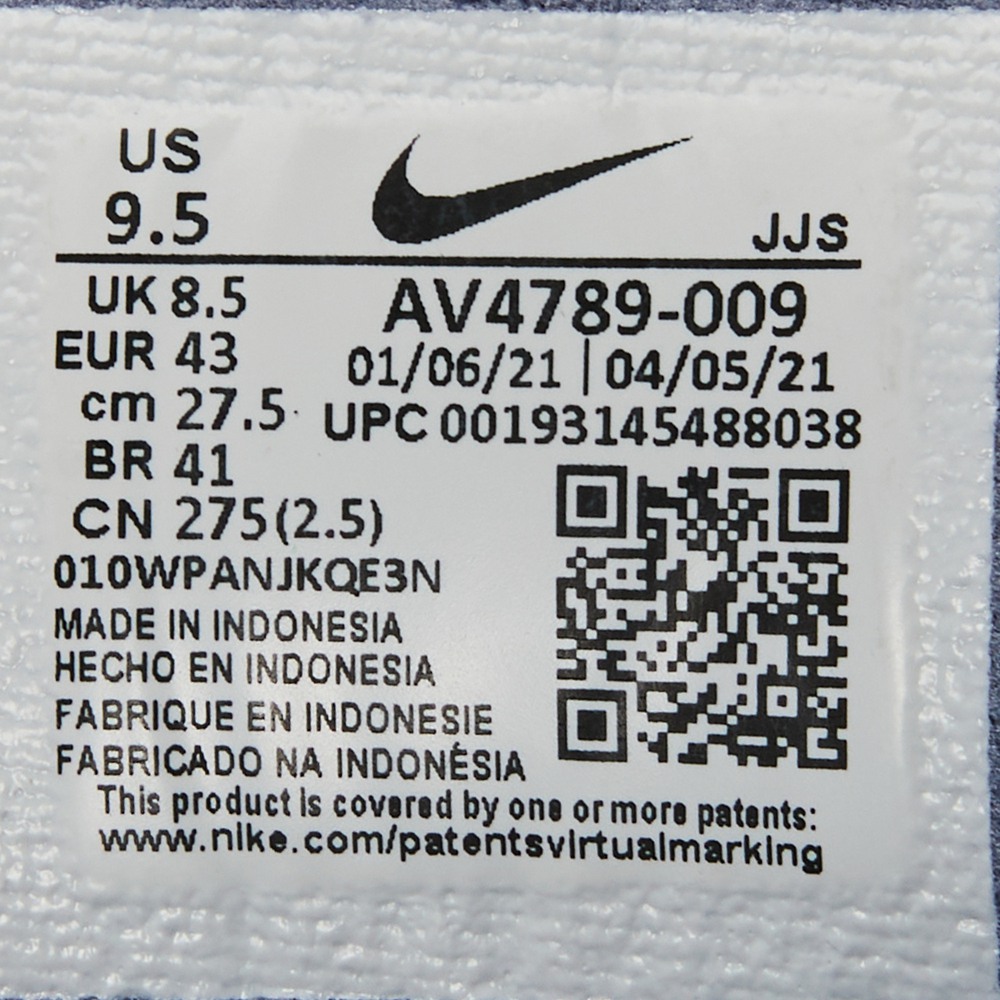 US
9.5
JJS
UK 8.5
AV4789-009
EUR 43
01/06/21 | 04/05/21
cm 27.5
UPC 00193145488038
BR 41
CN 275(2.5)
010WPANJKQE3N
MADE IN INDONESIA
HECHO EN INDONESIA
FABRIQUE EN INDONESIE
FABRICADO NA INDONÉSIA
This product is covered by one or more patents:
www.nike.com/patentsvirtualmarking